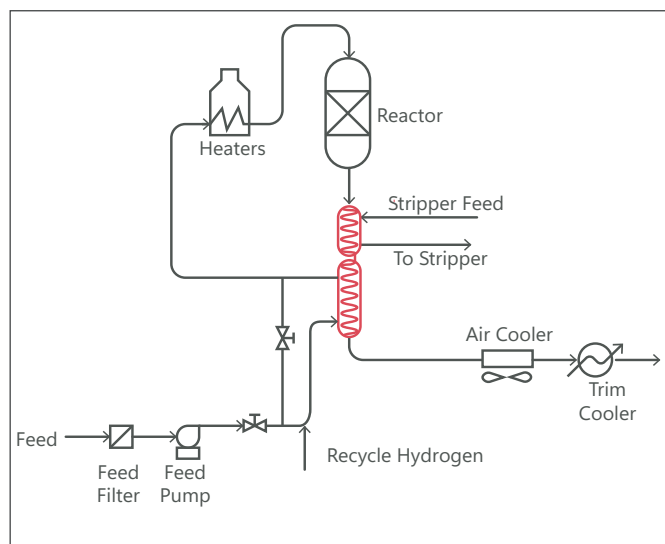 Reactor
Heaters
Stripper Feed
To Stripper
Air Cooler
Trim
Cooler
Feed
Feed
Filter
Feed
Pump
Recycle Hydrogen